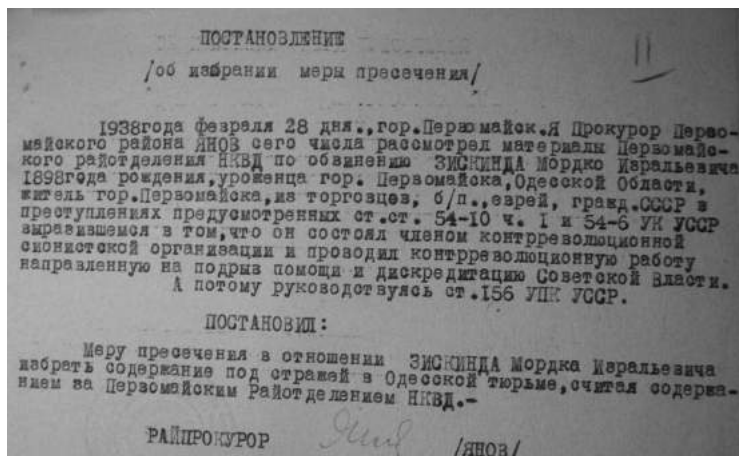 ПОСТАНОВЛЕНИЕ
11
/об избрании меры пресечения/
1938года февраля 28 дня.,гор.Первомайск.Я Прокурор Перво-
майского района ЯНОВ сего числа рассмотрел материалы Первомайс-
кого райотделения НКВД по обвинению ЗИСКИНДА Мордко Изральевича
1898года рождения,уроженца гор. Первомайска,Одесской Области,
житель гор.Первомайска,из торговцев, б/п.,еврей, гражд.СССР в
преступлениях предусмотренных ст.ст. 54-10 ч. I и 54-6 УК УССР
выразившемся в том,что он состоял членом контрреволюционной
сионистской организации и проводил контрреволюционную работу
направленную на подрыв помощи и дискредитацию Советской Власти.
А потому руководствуясь ст.156 УПК УССР.
ПОСТАНОВИЛ:
Меру пресечения в отношении ЗИСКИНДА Мордка Изральевича
избрать содержание под стражей в Одесской тюрьме,считая содержа-
нием за Первомайским Райотделением НКВД.-
РАЙПРОКУРОР /ЯНОВ/